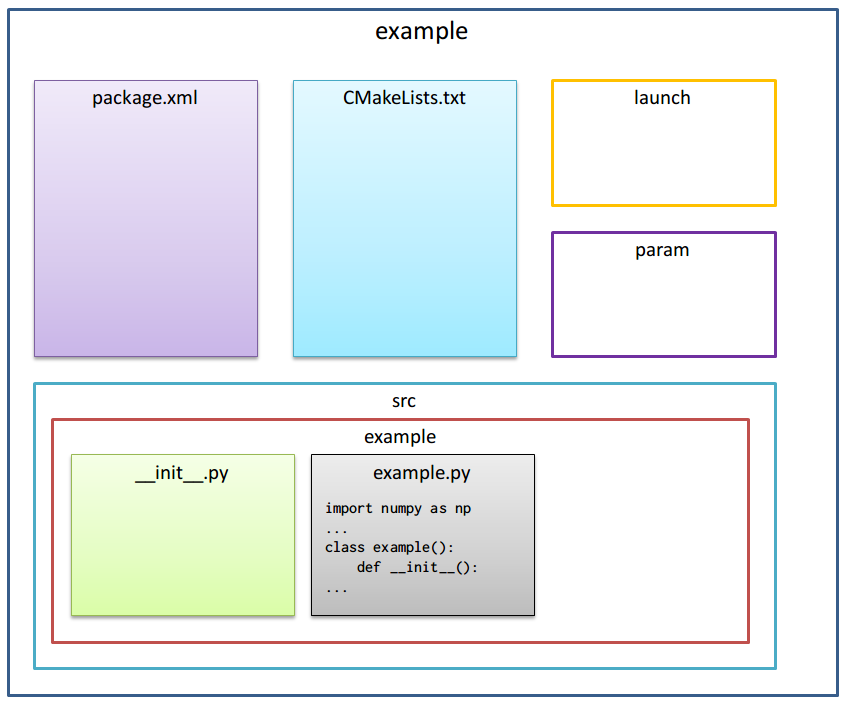 example
package.xml
CMakeLists.txt
launch
param
src
example
__init__.py
example.py
import numpy as np
...
class example():
    def __init__():
...